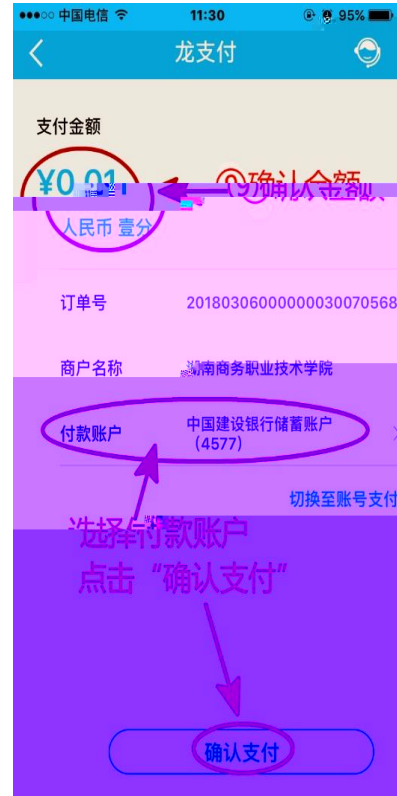 中国电信 11:30 95%
龙支付
支付金额
¥0.01
⑨确认金额
人民币 壹分
订单号 20180306000000030070568
商户名称 湖南商务职业技术学院
付款账户 中国建设银行储蓄账户
(4577)
切换至账号支付
选择付款账户
点击“确认支付”
确认支付